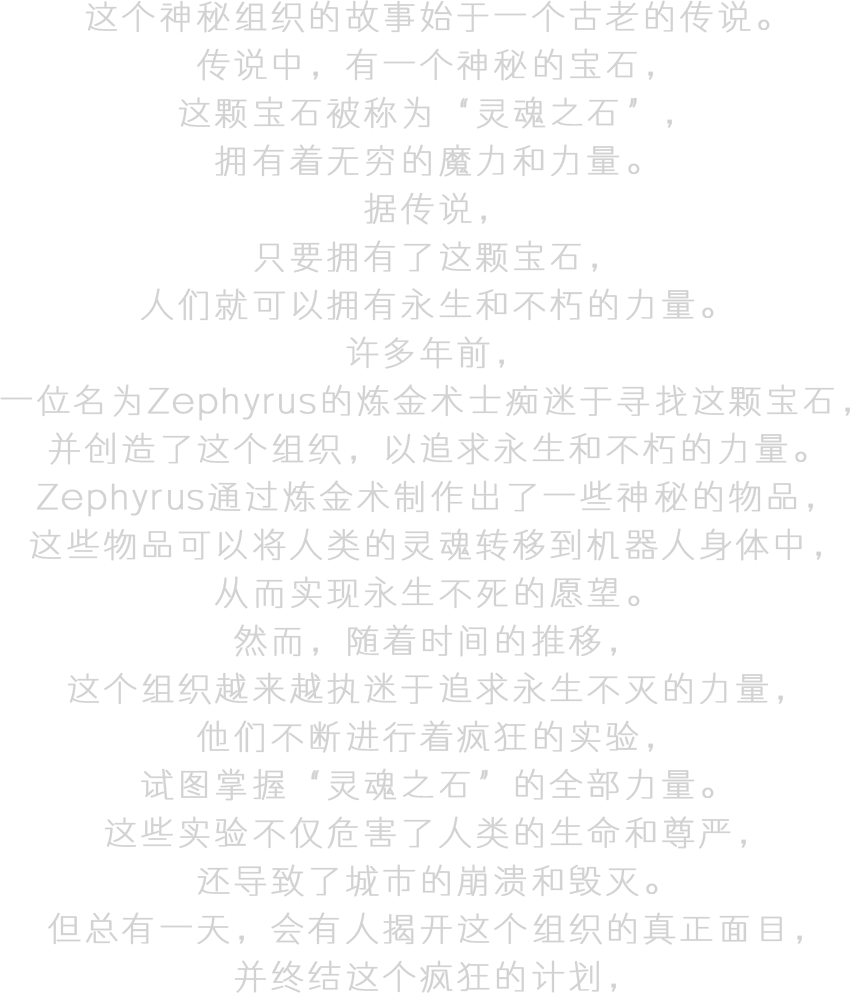 这个神秘组织的故事始于一个古老的传说。
传说中，有一个神秘的宝石，
这颗宝石被称为“灵魂之石”，
拥有着无穷的魔力和力量。
据传说，
只要拥有了这颗宝石，
人们就可以拥有永生和不朽的力量。
许多年前，
一位名为Zephyrus的炼金术士痴迷于寻找这颗宝石，
并创造了这个组织，以追求永生和不朽的力量。
Zephyrus通过炼金术制作出了一些神秘的物品，
这些物品可以将人类的灵魂转移到机器人身体中，
从而实现永生不死的愿望。
然而，随着时间的推移，
这个组织越来越执迷于追求永生不灭的力量，
他们不断进行着疯狂的实验，
试图掌握“灵魂之石”的全部力量。
这些实验不仅危害了人类的生命和尊严，
还导致了城市的崩溃和毁灭。
但总有一天，会有人揭开这个组织的真正面目，
并终结这个疯狂的计划，